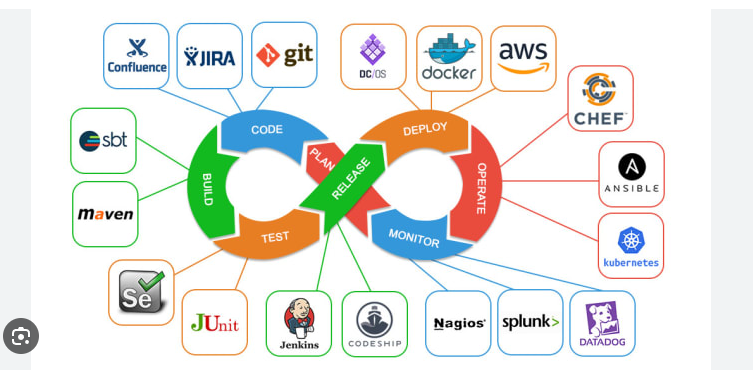 Confluence
JIRA
git
DC/OS
docker
aws
CHEF
sbt
CODE
PLAN
RELEASE
DEPLOY
BUILD
OPERATE
ANSIBLE
maven
TEST
MONITOR
kubernetes
Se
JUnit
Jenkins
CODESHIP
Nagios®
splunk>
DATADOG